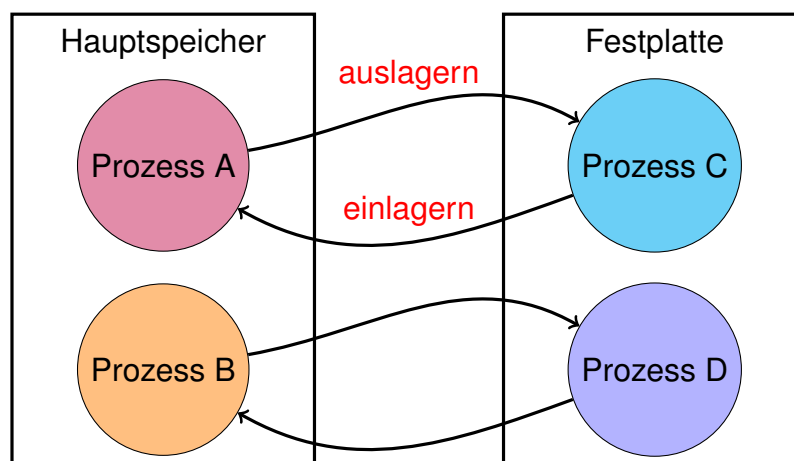 Hauptspeicher
Festplatte
auslagern
Prozess A
Prozess C
einlagern
Prozess B
Prozess D